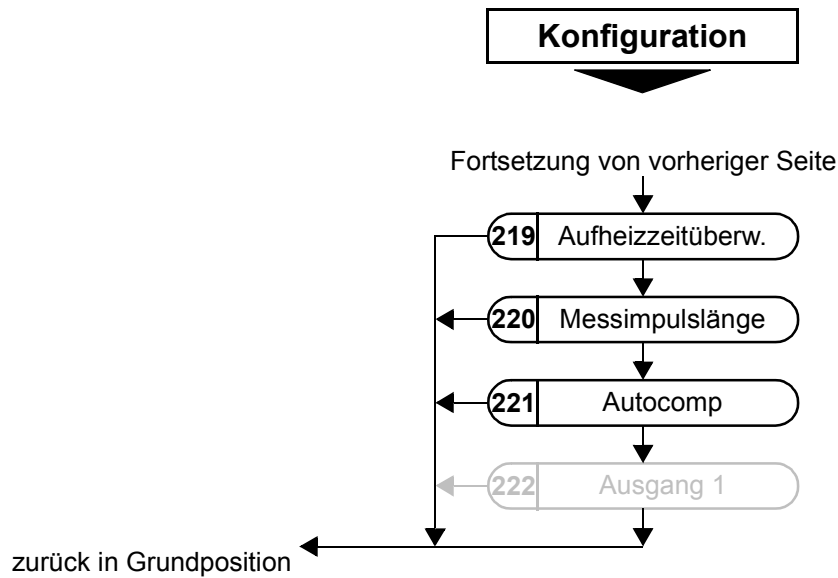 Konfiguration
Fortsetzung von vorheriger Seite
219 Aufheizzeitüberw.
220 Messimpulslänge
221 Autocomp
222 Ausgang 1
zurück in Grundposition